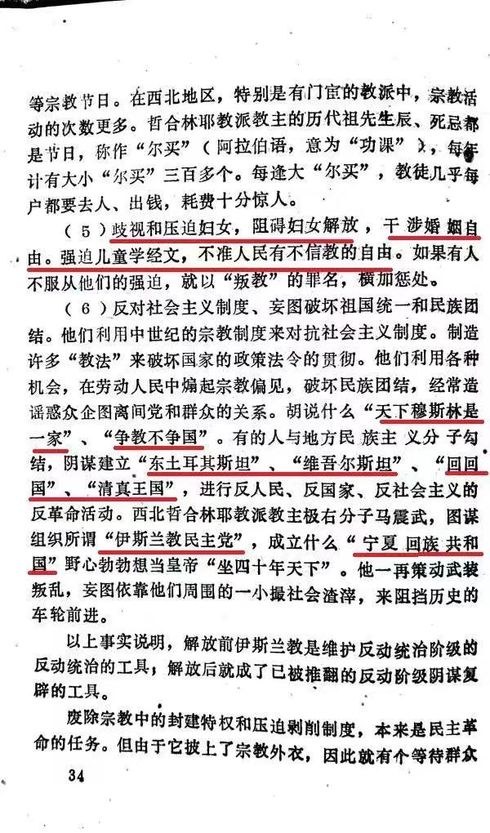 等宗教节日。在西北地区，特别是有门宦的教派中，宗教活
动的次数更多。哲合林耶教派教主的历代祖先生辰、死忌都
是节日，称作“尔买”（阿拉伯语，意为“功课”），每年
计有大小“尔买”三百多个。每逢大“尔买”，教徒几乎每
户都要去人、出钱，耗费十分惊人。
（5）歧视和压迫妇女，阻碍妇女解放，干涉婚姻自
由。强迫儿童学经文，不准人民有不信教的自由。如果有人
不服从他们的强迫，就以“叛教”的罪名，横加惩处。
（6）反对社会主义制度、妄图破坏祖国统一和民族团
结。他们利用中世纪的宗教制度来对抗社会主义制度。制造
许多“教法”来破坏国家的政策法令的贯彻。他们利用各种
机会，在劳动人民中煽起宗教偏见，破坏民族团结，经常造
谣惑众企图离间党和群众的关系。胡说什么“天下穆斯林是
一家”、“争教不争国”。有的人与地方民族主义分子勾
结，阴谋建立“东土耳其斯坦”、“维吾尔斯坦”、“回回
国”、“清真王国”，进行反人民、反国家、反社会主义的
反革命活动。西北哲合林耶教派教主极右分子马震武，图谋
组织所谓“伊斯兰教民主党”，成立什么“宁夏回族共和
国”野心勃勃想当皇帝“坐四十年天下”。他一再策动武装
叛乱，妄图依靠他们周围的一小撮社会渣滓，来阻挡历史的
车轮前进。
以上事实说明，解放前伊斯兰教是维护反动统治阶级的
反动统治的工具；解放后就成了已被推翻的反动阶级阴谋复
辟的工具。
废除宗教中的封建特权和压迫剥削制度，本来是民主革
命的任务。但由于它披上了宗教外衣，因此就有个等待群众
34